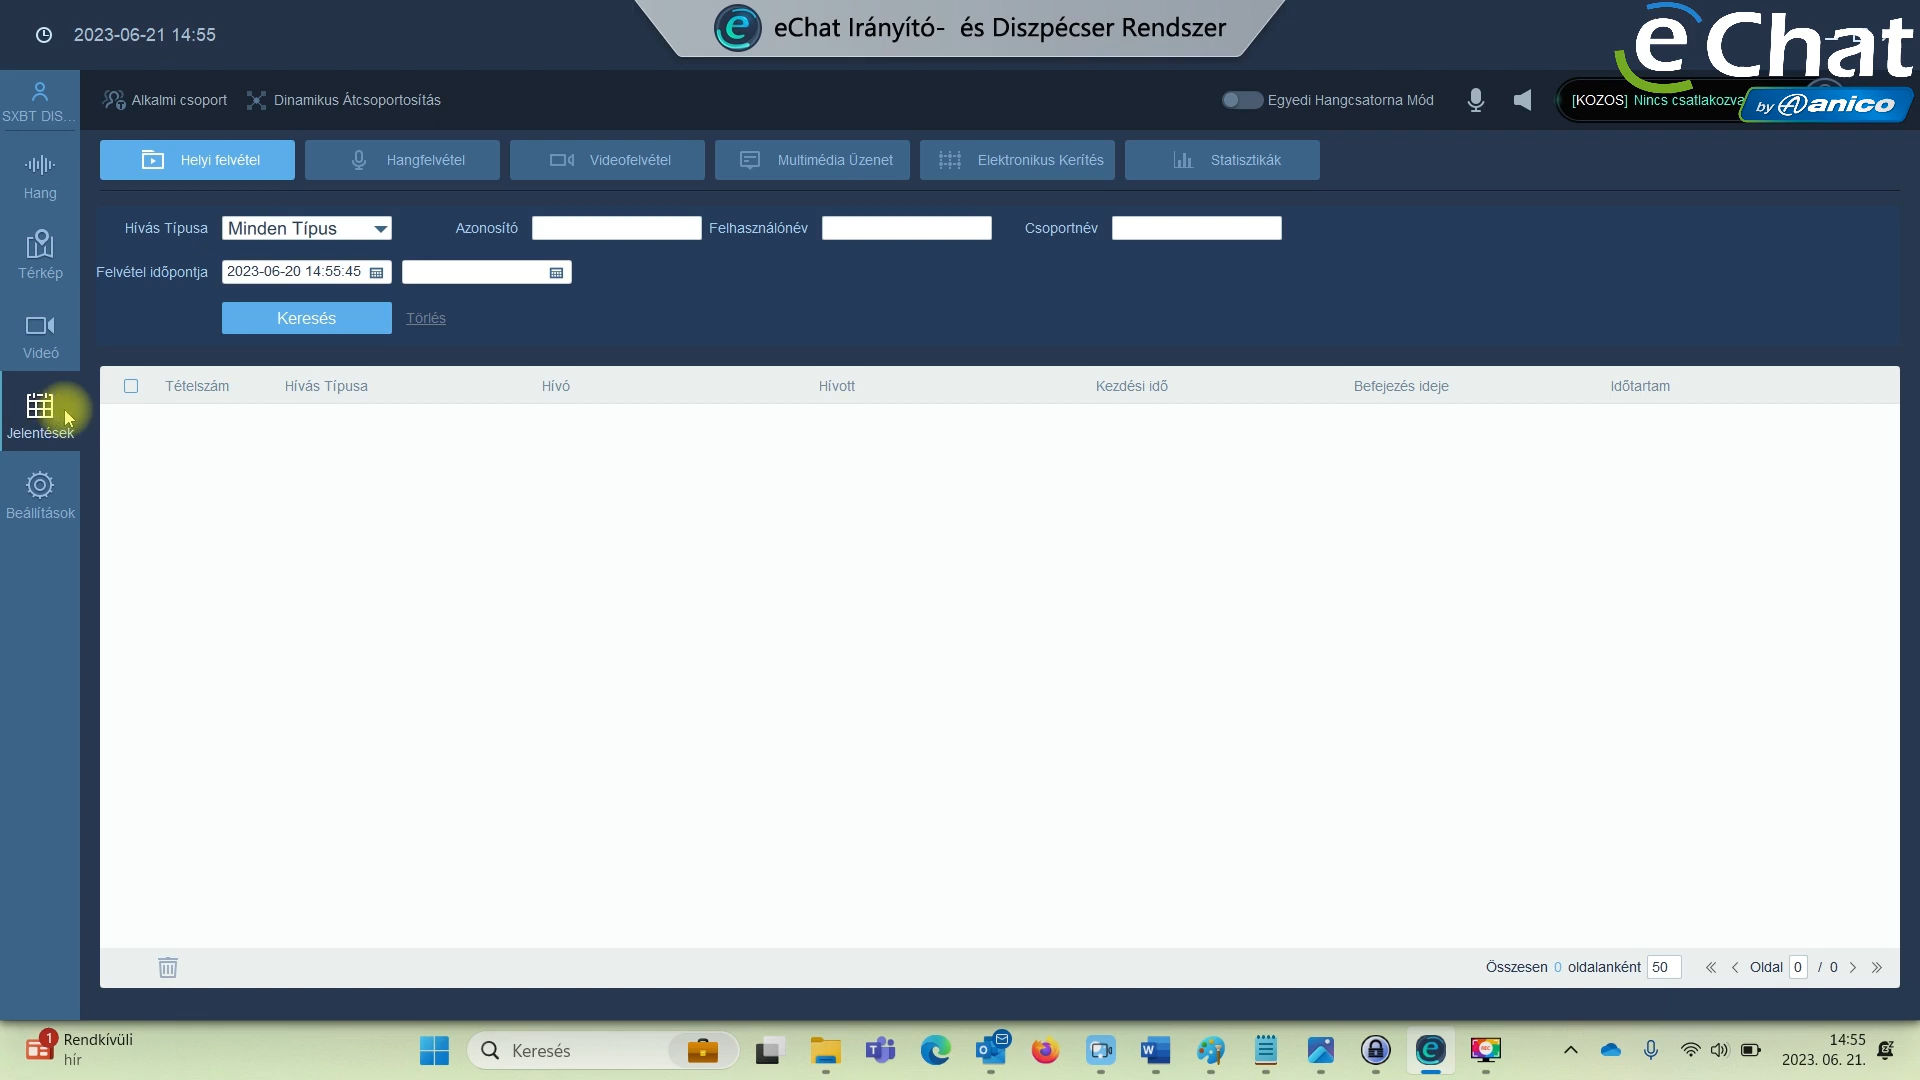 2023-06-21 14:55
eChat Irányító- és Diszpécser Rendszer
eChat
by anico
SXBT DIS...
Alkalmi csoport
Dinamikus Átcsoportosítás
Egyedi Hangcsatorna Mód
[KOZOS] Nincs csatlakozva
Hang
Térkép
Videó
Jelentések
Beállítások
Helyi felvétel
Hangfelvétel
Videofelvétel
Multimédia Üzenet
Elektronikus Kerítés
Statisztikák
Hívás Típusa
Minden Típus
Azonosító
Felhasználónév
Csoportnév
Felvétel időpontja
2023-06-20 14:55:45
Keresés
Törlés
Tételszám
Hívás Típusa
Hívó
Hívott
Kezdési idő
Befejezés ideje
Időtartam
Összesen 0 oldalanként 50
Oldal 0 / 0
1
Rendkívüli
hír
Keresés
14:55
2023. 06. 21.